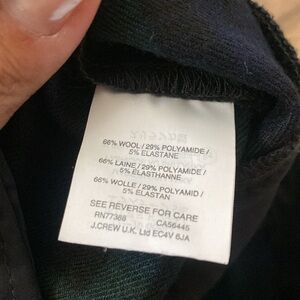 66% WOOL / 29% POLYAMIDE /
5% ELASTANE
66% LAINE / 29% POLYAMIDE /
5% ELASTHANNE
66% WOLLE / 29% POLYAMID /
5% ELASTAN
SEE REVERSE FOR CARE
RN77388 CA56445
J.CREW U.K. Ltd EC4V 6JA